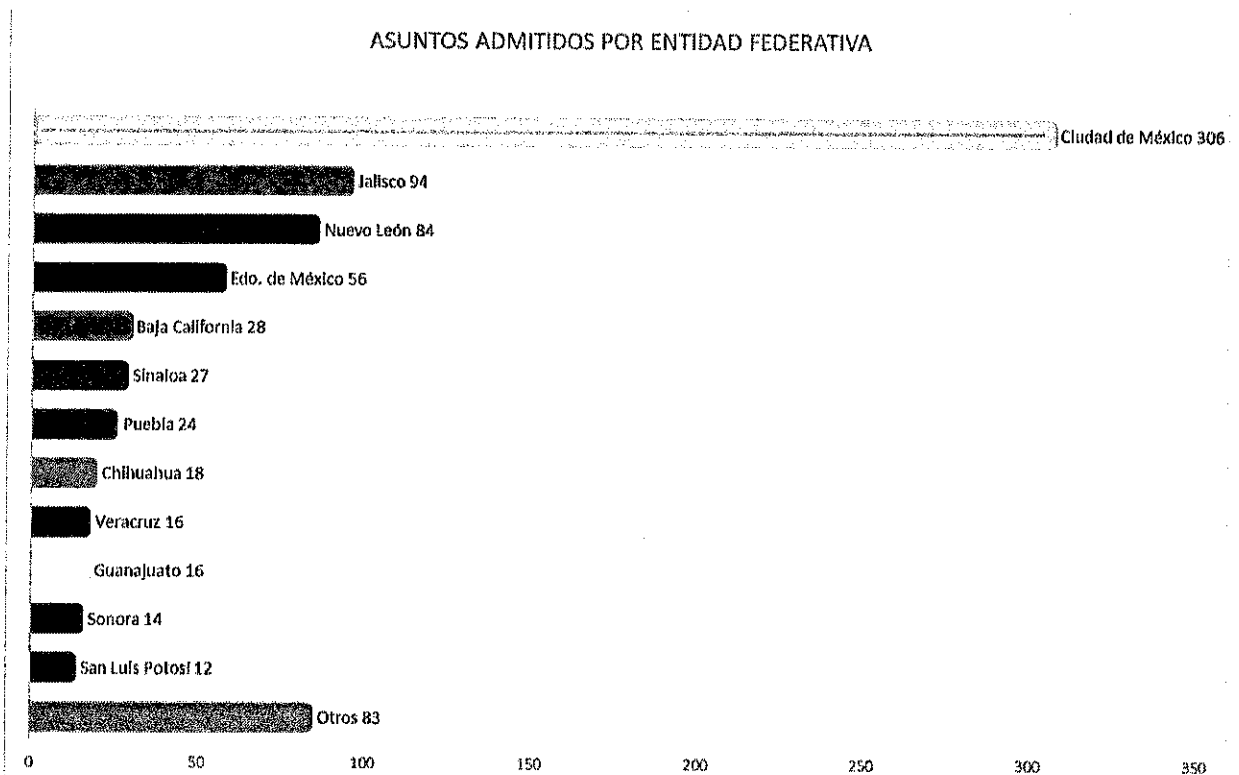 ASUNTOS ADMITIDOS POR ENTIDAD FEDERATIVA
Ciudad de México 306
Jalisco 94
Nuevo León 84
Edo. de México 56
Baja California 28
Sinaloa 27
Puebla 24
Chihuahua 18
Veracruz 16
Guanajuato 16
Sonora 14
San Luis Potosí 12
Otros 83
0 50 100 150 200 250 300 350